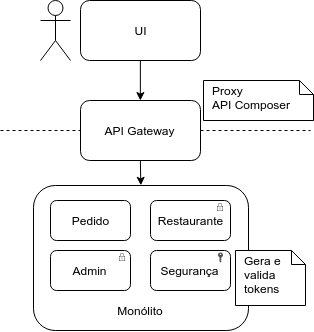 UI
Proxy
API Composer
API Gateway
Pedido
Restaurante
Admin
Segurança
Gera e
valida
tokens
Monólito